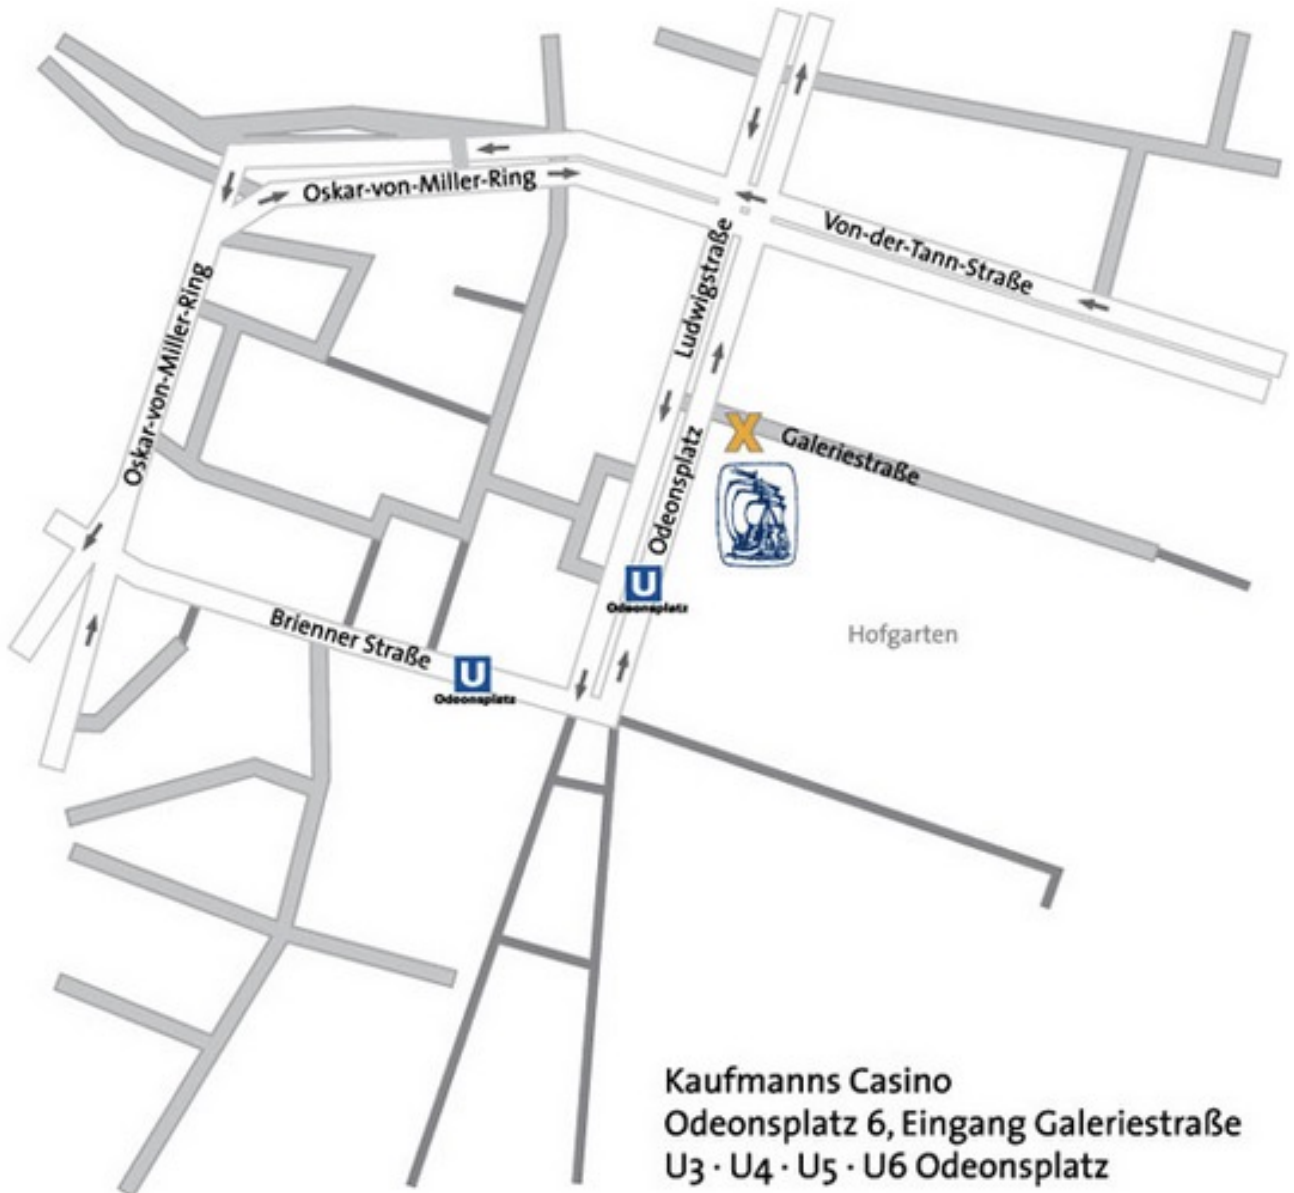 Oskar-von-Miller-Ring
Von-der-Tann-Straße
Ludwigstraße
Oskar-von-Miller-Ring
Odeonsplatz
Galeriestraße
U
Odeonsplatz
Brienner Straße
U
Odeonsplatz
Hofgarten
X
Kaufmanns Casino
Odeonsplatz 6, Eingang Galeriestraße
U3 · U4 · U5 · U6 Odeonsplatz